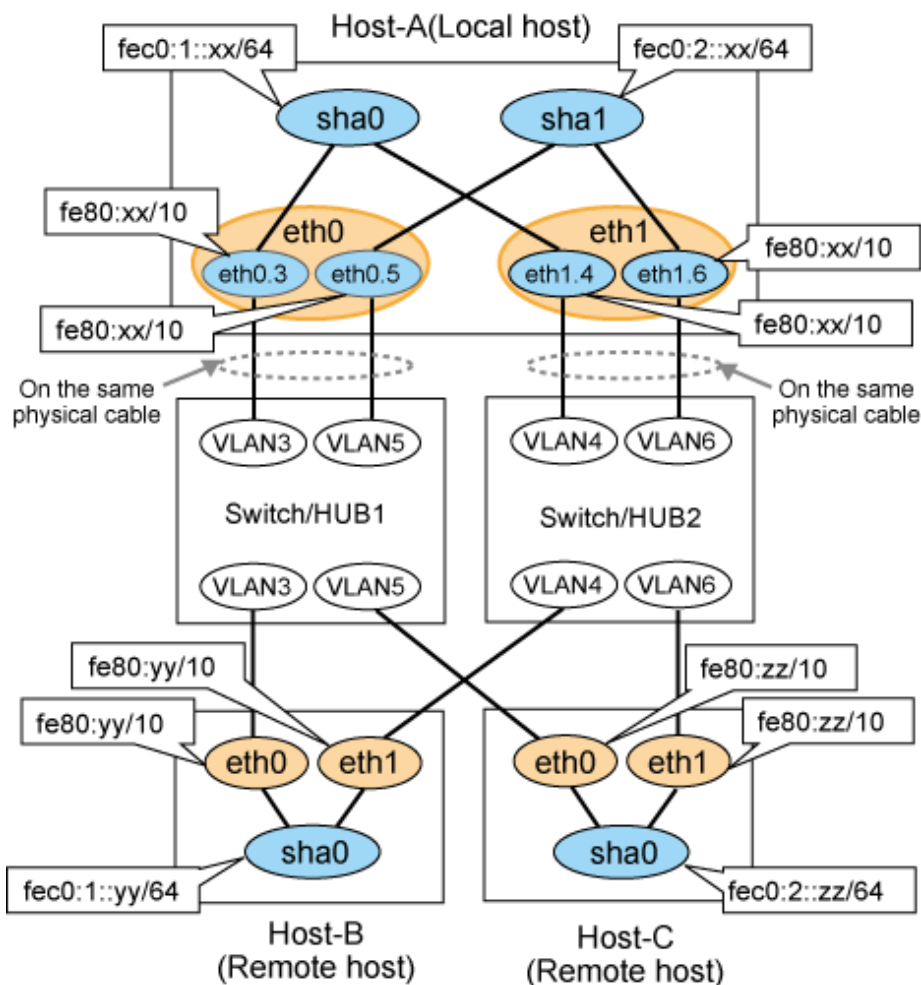 Host-A(Local host)
fec0:1::xx/64
fec0:2::xx/64
sha0
sha1
fe80:xx/10
eth0
eth1
fe80:xx/10
eth0.3
eth0.5
eth1.4
eth1.6
fe80:xx/10
fe80:xx/10
On the same
physical cable
On the same
physical cable
VLAN3
VLAN5
VLAN4
VLAN6
Switch/HUB1
Switch/HUB2
VLAN3
VLAN5
VLAN4
VLAN6
fe80:yy/10
fe80:zz/10
fe80:yy/10
fe80:zz/10
eth0
eth1
eth0
eth1
sha0
sha0
fec0:1::yy/64
fec0:2::zz/64
Host-B
(Remote host)
Host-C
(Remote host)